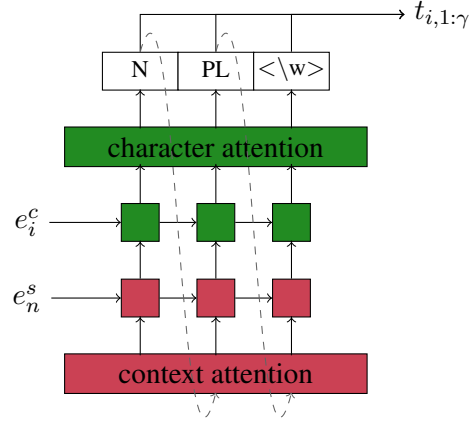 t_{i,1:γ}
N PL <\w>
character attention
e_i^c
e_n^s
context attention